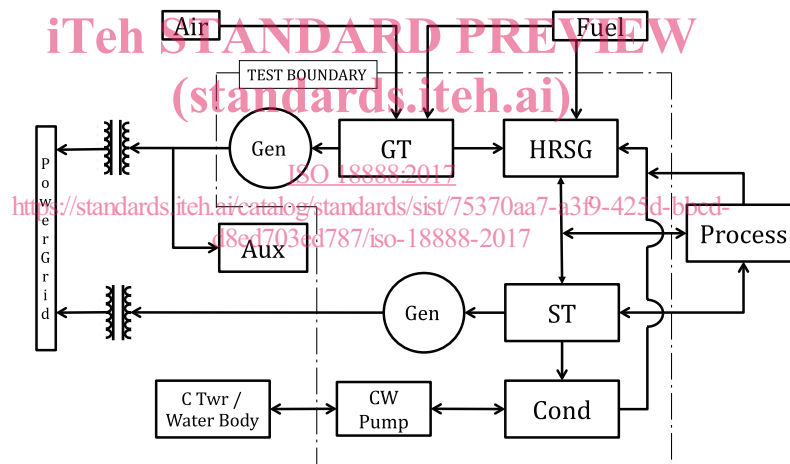 Air
Fuel
iTeh STANDARD PREVIEW
TEST BOUNDARY
(standards.iteh.ai)
Gen
GT
HRSG
ISO 18888:2017
https://standards.iteh.ai/catalog/standards/sist/75370aa7-a3f9-425d-bbcd-
d8ed703ed787/iso-18888-2017
Power Grid
Aux
Process
Gen
ST
C Twr /
Water Body
CW
Pump
Cond